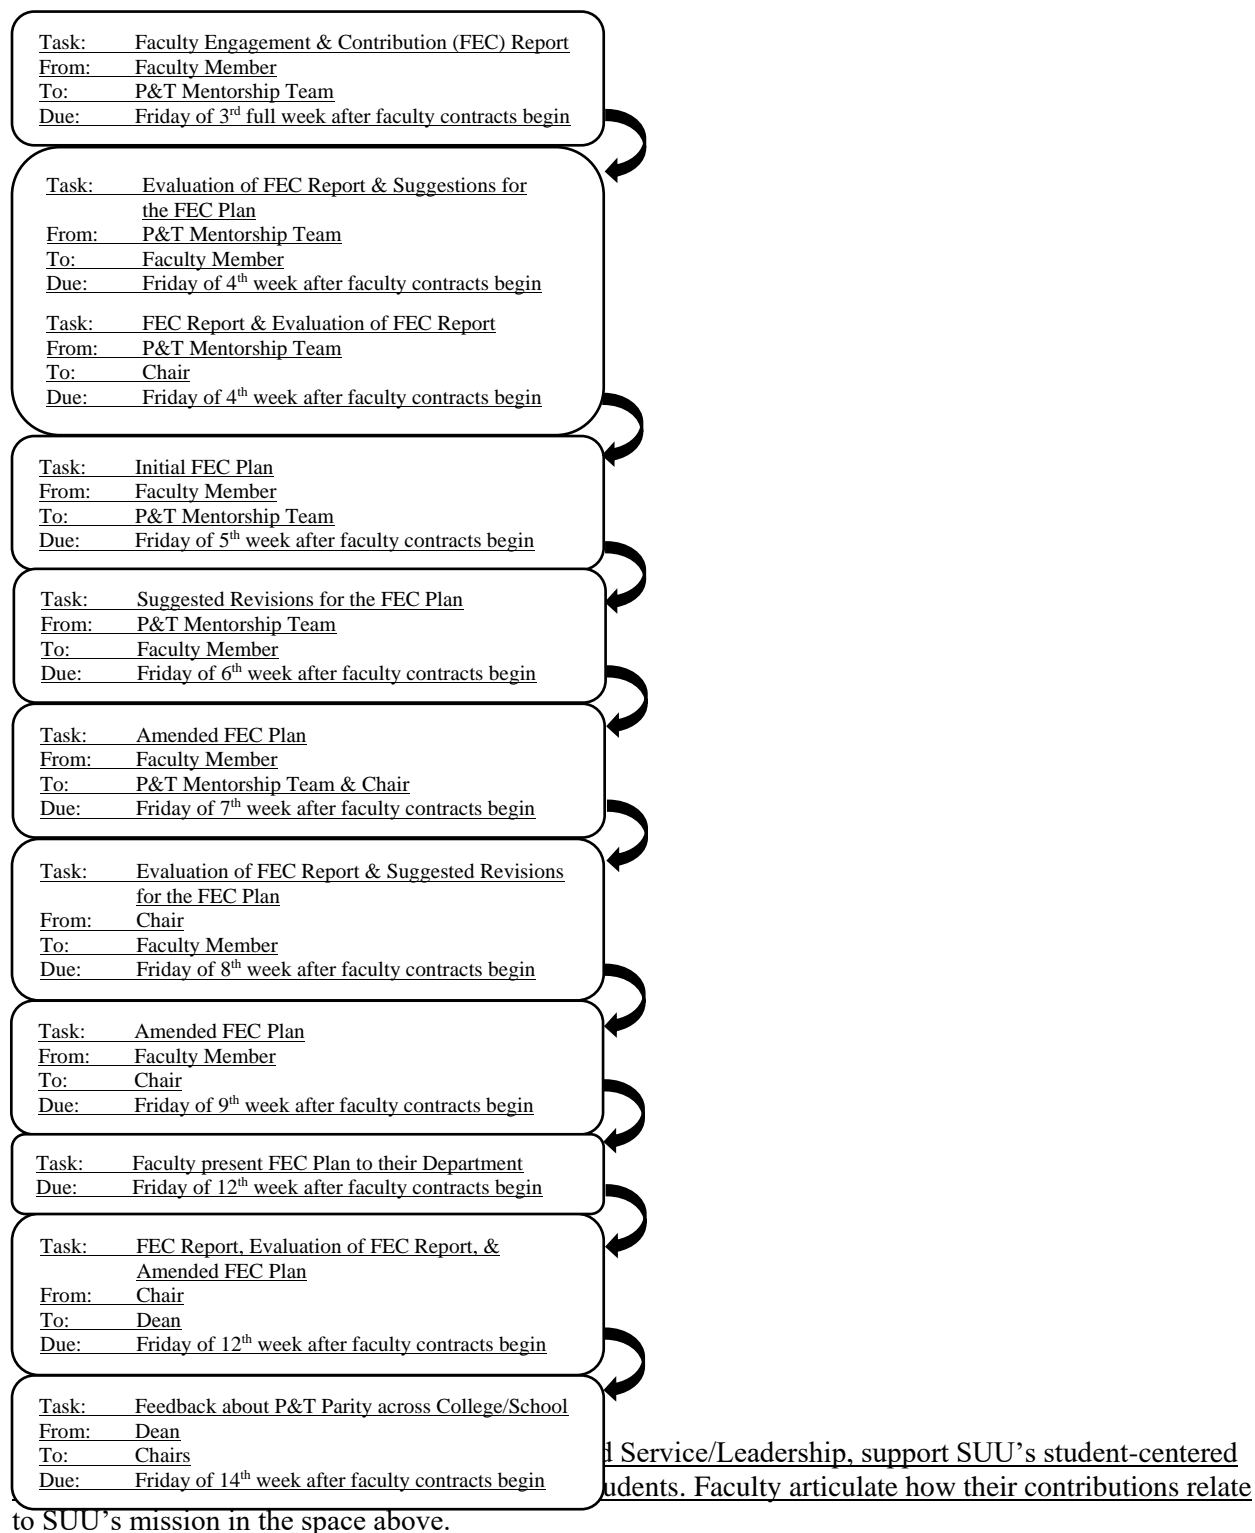 Task: Faculty Engagement & Contribution (FEC) Report
From: Faculty Member
To: P&T Mentorship Team
Due: Friday of 3rd full week after faculty contracts begin
Task: Evaluation of FEC Report & Suggestions for
the FEC Plan
From: P&T Mentorship Team
To: Faculty Member
Due: Friday of 4th week after faculty contracts begin
Task: FEC Report & Evaluation of FEC Report
From: P&T Mentorship Team
To: Chair
Due: Friday of 4th week after faculty contracts begin
Task: Initial FEC Plan
From: Faculty Member
To: P&T Mentorship Team
Due: Friday of 5th week after faculty contracts begin
Task: Suggested Revisions for the FEC Plan
From: P&T Mentorship Team
To: Faculty Member
Due: Friday of 6th week after faculty contracts begin
Task: Amended FEC Plan
From: Faculty Member
To: P&T Mentorship Team & Chair
Due: Friday of 7th week after faculty contracts begin
Task: Evaluation of FEC Report & Suggested Revisions
for the FEC Plan
From: Chair
To: Faculty Member
Due: Friday of 8th week after faculty contracts begin
Task: Amended FEC Plan
From: Faculty Member
To: Chair
Due: Friday of 9th week after faculty contracts begin
Task: Faculty present FEC Plan to their Department
Due: Friday of 12th week after faculty contracts begin
Task: FEC Report, Evaluation of FEC Report, &
Amended FEC Plan
From: Chair
To: Dean
Due: Friday of 12th week after faculty contracts begin
Task: Feedback about P&T Parity across College/School
From: Dean
To: Chairs
Due: Friday of 14th week after faculty contracts begin
Service/Leadership, support SUU's student-centered
Faculty articulate how their contributions relate
to SUU's mission in the space above.